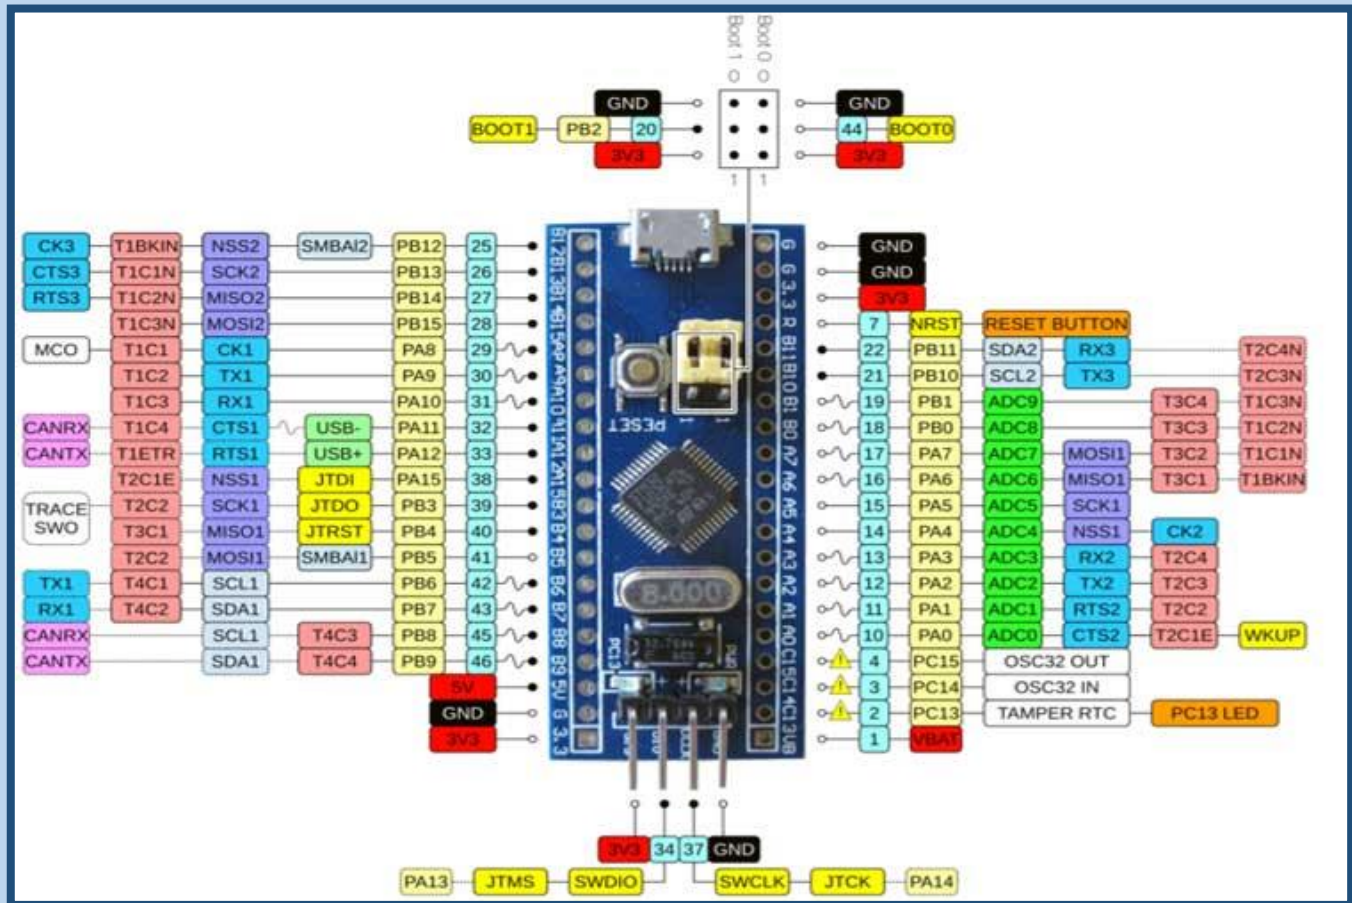 Boot 1 Boot 0
GND GND
BOOT1 PB2 20 44 BOOT0
3V3 3V3
1 1
CK3 T1BKIN NSS2 SMBAI2 PB12 25 GND
CTS3 T1C1N SCK2 PB13 26 GND
RTS3 T1C2N MISO2 PB14 27 3V3
T1C3N MOSI2 PB15 28 7 NRST RESET BUTTON
MCO T1C1 CK1 PA8 29 22 PB11 SDA2 RX3 T2C4N
T1C2 TX1 PA9 30 21 PB10 SCL2 TX3 T2C3N
T1C3 RX1 PA10 31 19 PB1 ADC9 T3C4 T1C3N
CANRX T1C4 CTS1 USB- PA11 32 18 PB0 ADC8 T3C3 T1C2N
CANTX T1ETR RTS1 USB+ PA12 33 17 PA7 ADC7 MOSI1 T3C2 T1C1N
T2C1E NSS1 JTDI PA15 38 16 PA6 ADC6 MISO1 T3C1 T1BKIN
TRACE SWO T2C2 SCK1 JTDO PB3 39 15 PA5 ADC5 SCK1
T3C1 MISO1 JTRST PB4 40 14 PA4 ADC4 NSS1 CK2
T2C2 MOSI1 SMBAI1 PB5 41 13 PA3 ADC3 RX2 T2C4
TX1 T4C1 SCL1 PB6 42 12 PA2 ADC2 TX2 T2C3
RX1 T4C2 SDA1 PB7 43 11 PA1 ADC1 RTS2 T2C2
CANRX SCL1 T4C3 PB8 45 10 PA0 ADC0 CTS2 T2C1E WKUP
CANTX SDA1 T4C4 PB9 46 4 PC15 OSC32 OUT
5V 3 PC14 OSC32 IN
GND 2 PC13 TAMPER RTC PC13 LED
3V3 1 VBAT
RESET
8.000
3V3 34 37 GND
PA13 JTMS SWDIO SWCLK JTCK PA14